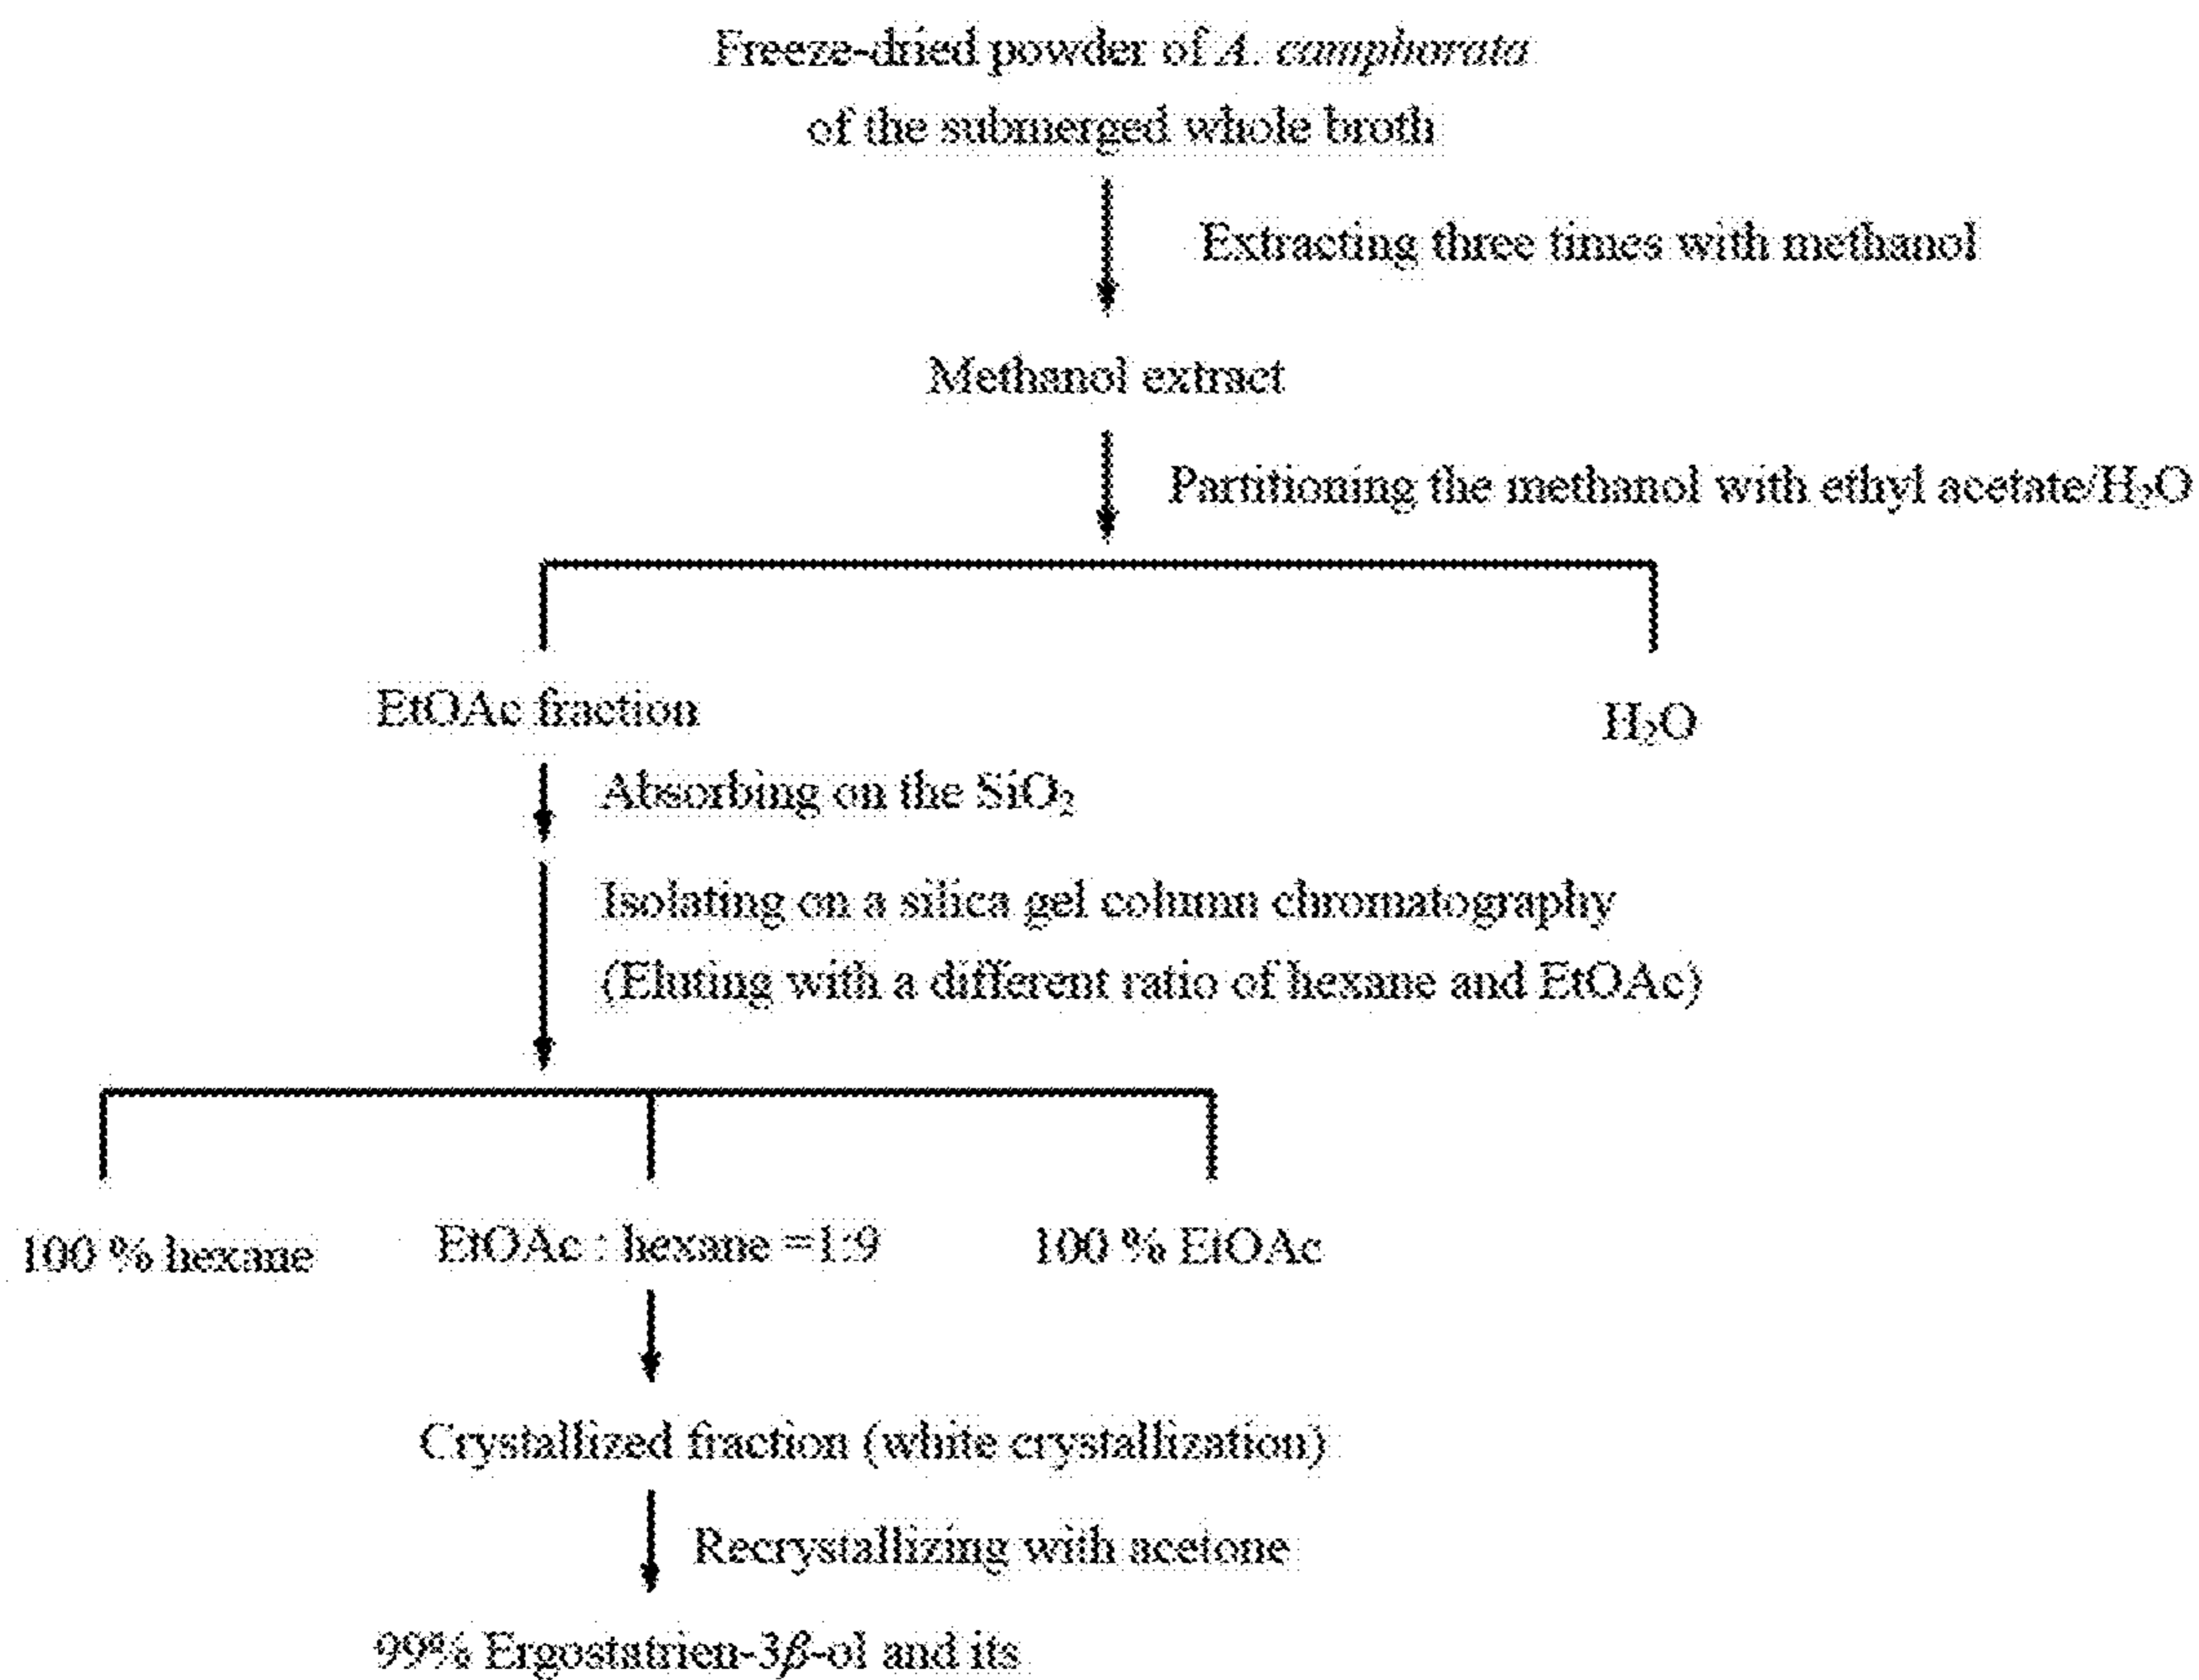 Freeze-dried powder of A. camphorata
of the submerged whole broth
Extracting three times with methanol
Methanol extract
Partitioning the methanol with ethyl acetate/H₂O
EtOAc fraction
H₂O
Absorbing on the SiO₂
Isolating on a silica gel column chromatography
(Eluting with a different ratio of hexane and EtOAc)
100 % hexane
EtOAc : hexane =1:9
100 % EtOAc
Crystallized fraction (white crystallization)
Recrystallizing with acetone
99% Ergostatrien-3β-ol and its